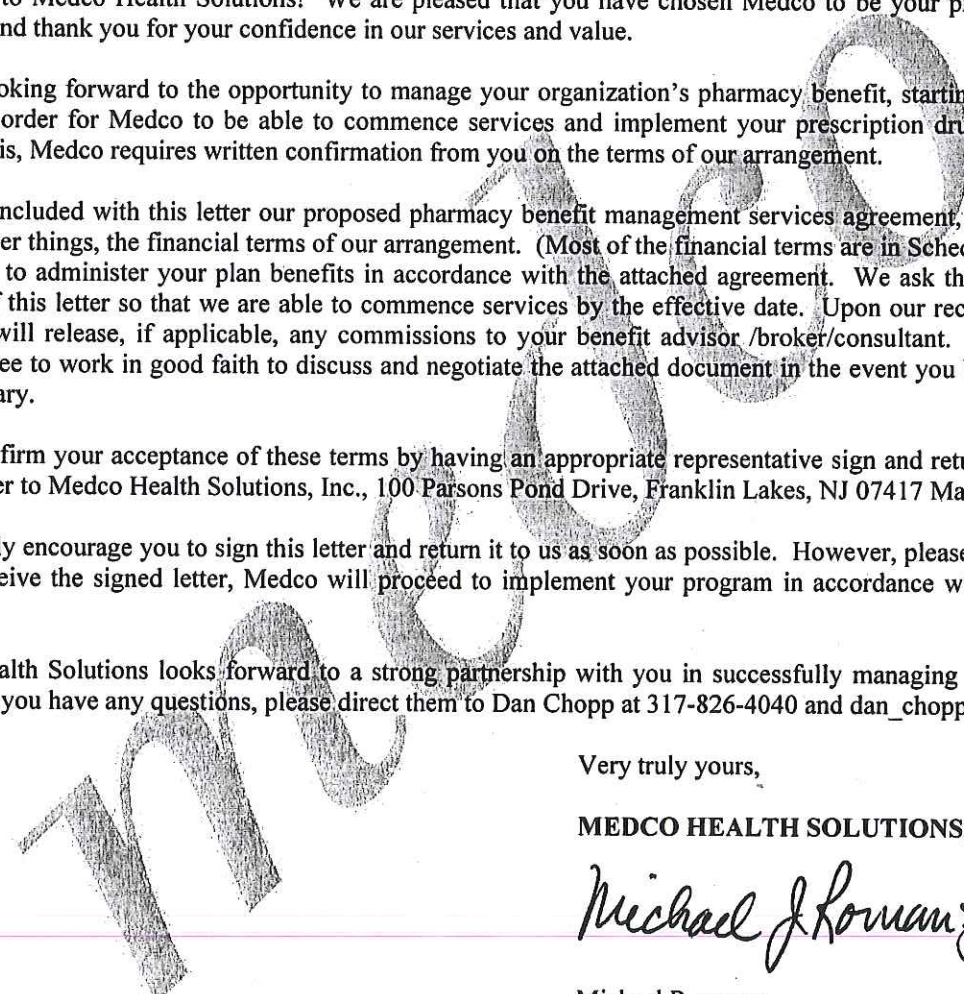 to Medco Health Solutions! We are pleased that you have chosen Medco to be your
nd thank you for your confidence in our services and value.
oking forward to the opportunity to manage your organization's pharmacy benefit, startin
order for Medco to be able to commence services and implement your prescription dru
is, Medco requires written confirmation from you on the terms of our arrangement.
ncluded with this letter our proposed pharmacy benefit management services agreement,
er things, the financial terms of our arrangement. (Most of the financial terms are in Sched
to administer your plan benefits in accordance with the attached agreement. We ask th
f this letter so that we are able to commence services by the effective date. Upon our rec
will release, if applicable, any commissions to your benefit advisor /broker/consultant.
ee to work in good faith to discuss and negotiate the attached document in the event you
ary.
firm your acceptance of these terms by having an appropriate representative sign and retu
er to Medco Health Solutions, Inc., 100 Parsons Pond Drive, Franklin Lakes, NJ 07417 Ma
ly encourage you to sign this letter and return it to us as soon as possible. However, please
eive the signed letter, Medco will proceed to implement your program in accordance w
alth Solutions looks forward to a strong partnership with you in successfully managing
you have any questions, please direct them to Dan Chopp at 317-826-4040 and dan_chopp
Very truly yours,
MEDCO HEALTH SOLUTIONS
Michael J. Roman
medco